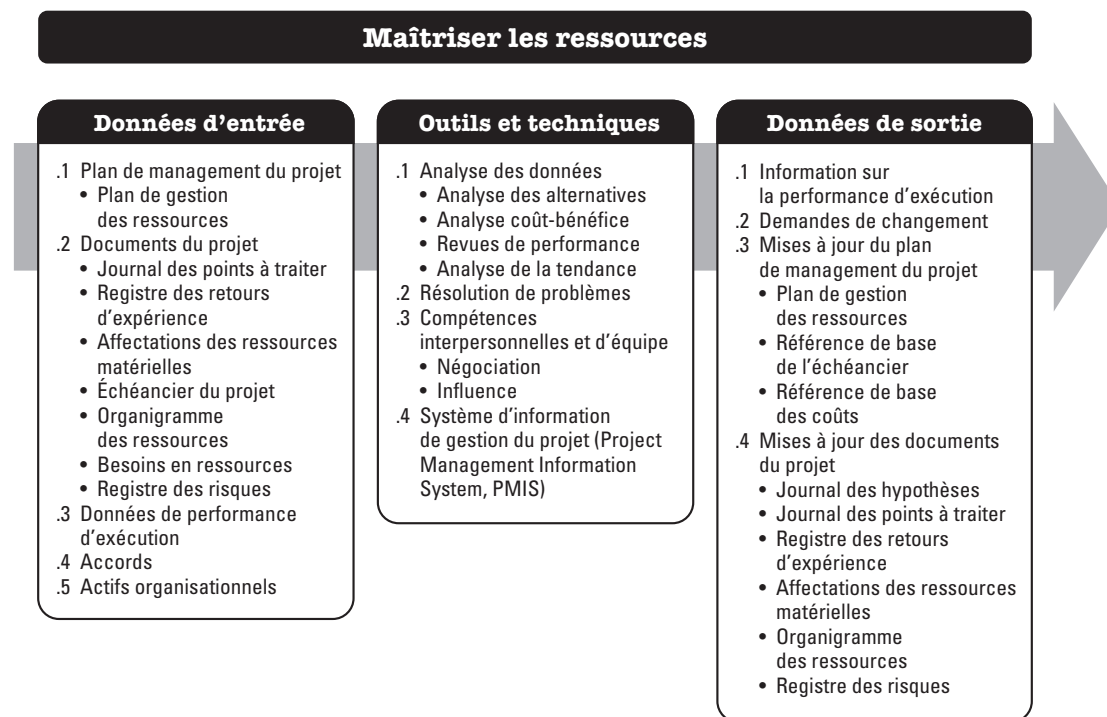 Maîtriser les ressources
Données d'entrée
.1 Plan de management du projet
• Plan de gestion
des ressources
.2 Documents du projet
• Journal des points à traiter
• Registre des retours
d'expérience
• Affectations des ressources
matérielles
• Échéancier du projet
• Organigramme
des ressources
• Besoins en ressources
• Registre des risques
.3 Données de performance
d'exécution
.4 Accords
.5 Actifs organisationnels
Outils et techniques
.1 Analyse des données
• Analyse des alternatives
• Analyse coût-bénéfice
• Revues de performance
• Analyse de la tendance
.2 Résolution de problèmes
.3 Compétences
interpersonnelles et d'équipe
• Négociation
• Influence
.4 Système d'information
de gestion du projet (Project
Management Information
System, PMIS)
Données de sortie
.1 Information sur
la performance d'exécution
.2 Demandes de changement
.3 Mises à jour du plan
de management du projet
• Plan de gestion
des ressources
• Référence de base
de l'échéancier
• Référence de base
des coûts
.4 Mises à jour des documents
du projet
• Journal des hypothèses
• Journal des points à traiter
• Registre des retours
d'expérience
• Affectations des ressources
matérielles
• Organigramme
des ressources
• Registre des risques